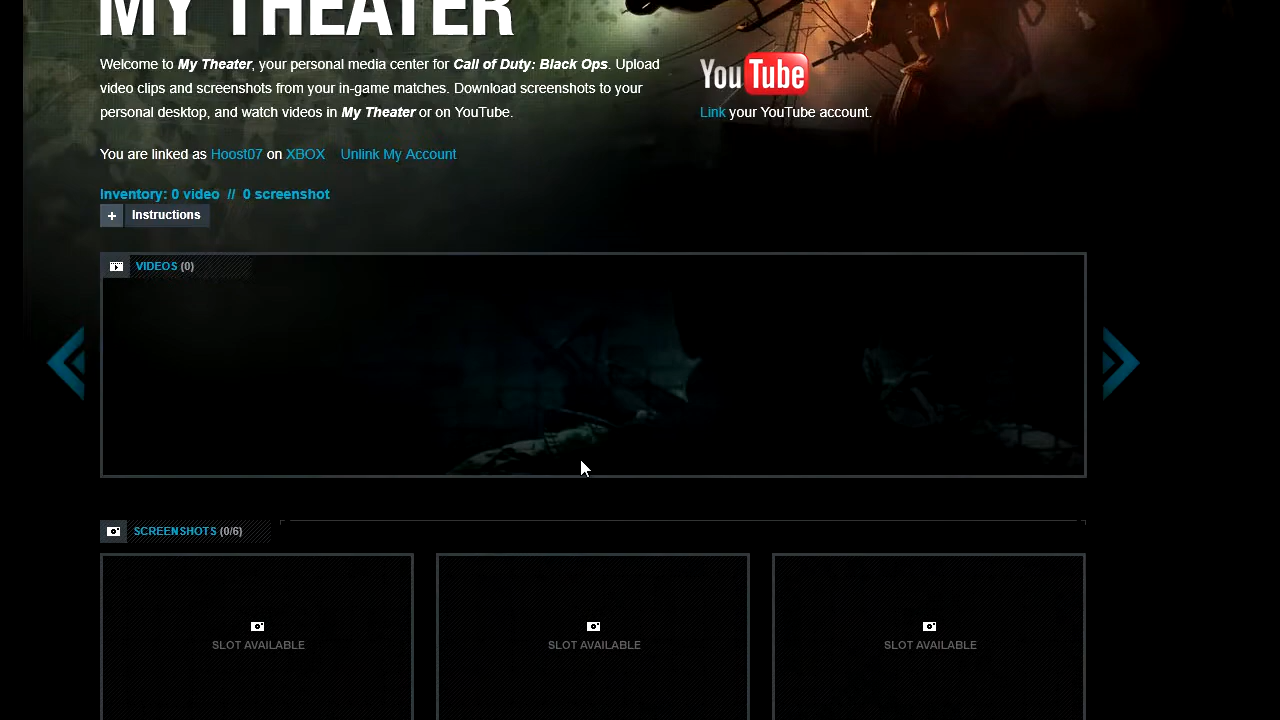 MY THEATER
Welcome to My Theater, your personal media center for Call of Duty: Black Ops. Upload
video clips and screenshots from your in-game matches. Download screenshots to your
personal desktop, and watch videos in My Theater or on YouTube.
YouTube
Link your YouTube account.
You are linked as Hoost07 on XBOX Unlink My Account
Inventory: 0 video // 0 screenshot
+ Instructions
VIDEOS (0)
SCREENSHOTS (0/6)
SLOT AVAILABLE
SLOT AVAILABLE
SLOT AVAILABLE